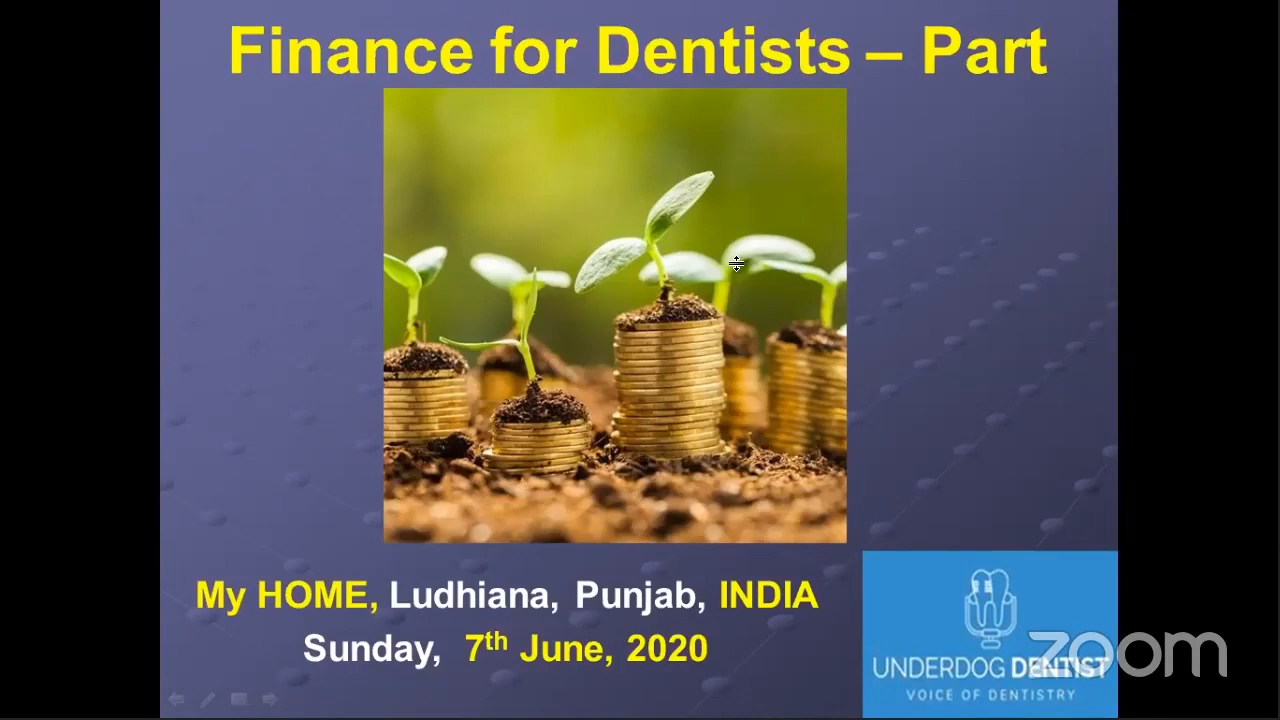 Finance for Dentists – Part
My HOME, Ludhiana, Punjab, INDIA
Sunday, 7th June, 2020
UNDERDOG DENTIST
VOICE OF DENTISTRY
zoom